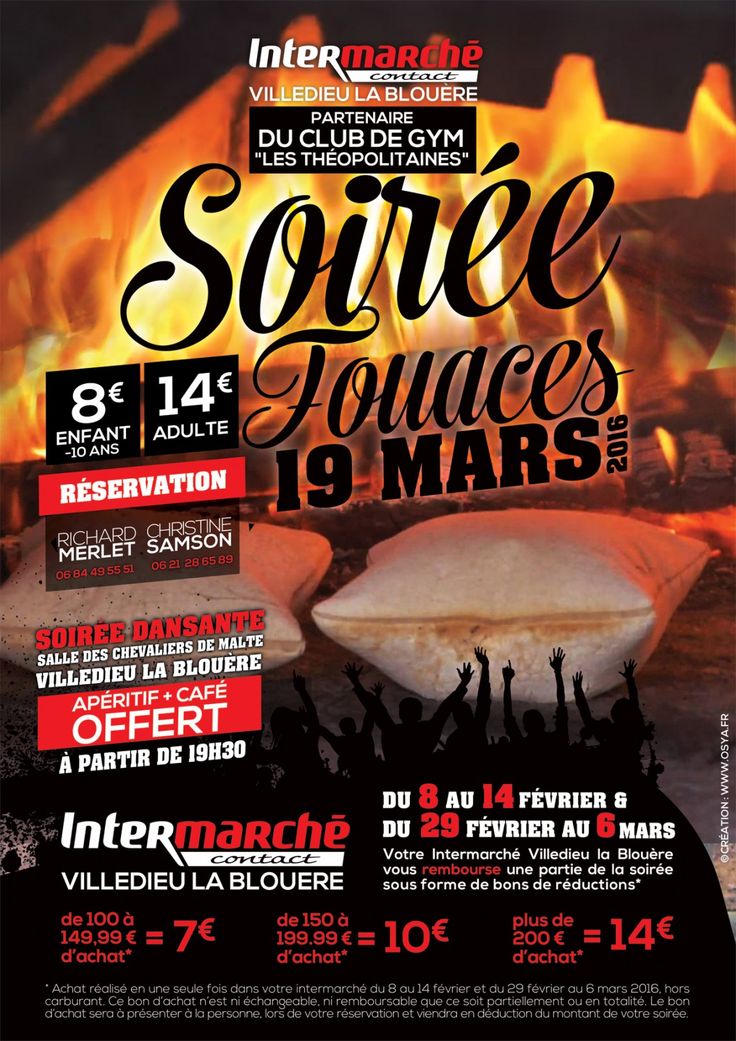 InterMarché
contact
VILLEDIEU LA BLOUÈRE
PARTENAIRE
DU CLUB DE GYM
"LES THÉOPOLITAINES"
Soirée
Fouaces
19 MARS 2016
8€
ENFANT
-10 ANS
14€
ADULTE
RÉSERVATION
RICHARD
MERLET
06 84 49 55 51
CHRISTINE
SAMSON
06 21 28 65 89
SOIRÉE DANSANTE
SALLE DES CHEVALIERS DE MALTE
VILLEDIEU LA BLOUÈRE
APÉRITIF + CAFÉ
OFFERT
À PARTIR DE 19H30
©CRÉATION : WWW.OSYA.FR
InterMarché
contact
VILLEDIEU LA BLOUERE
DU 8 AU 14 FÉVRIER &
DU 29 FÉVRIER AU 6 MARS
Votre Intermarché Villedieu la Blouère
vous rembourse une partie de la soirée
sous forme de bons de réductions*
de 100 à
149,99 €
d'achat*
= 7€
de 150 à
199.99 €
d'achat*
= 10€
plus de
200 €
d'achat*
= 14€
* Achat réalisé en une seule fois dans votre intermarché du 8 au 14 février et du 29 février au 6 mars 2016, hors
carburant. Ce bon d'achat n'est ni échangeable, ni remboursable que ce soit partiellement ou en totalité. Le bon
d'achat sera à présenter à la personne, lors de votre réservation et viendra en déduction du montant de votre soirée.